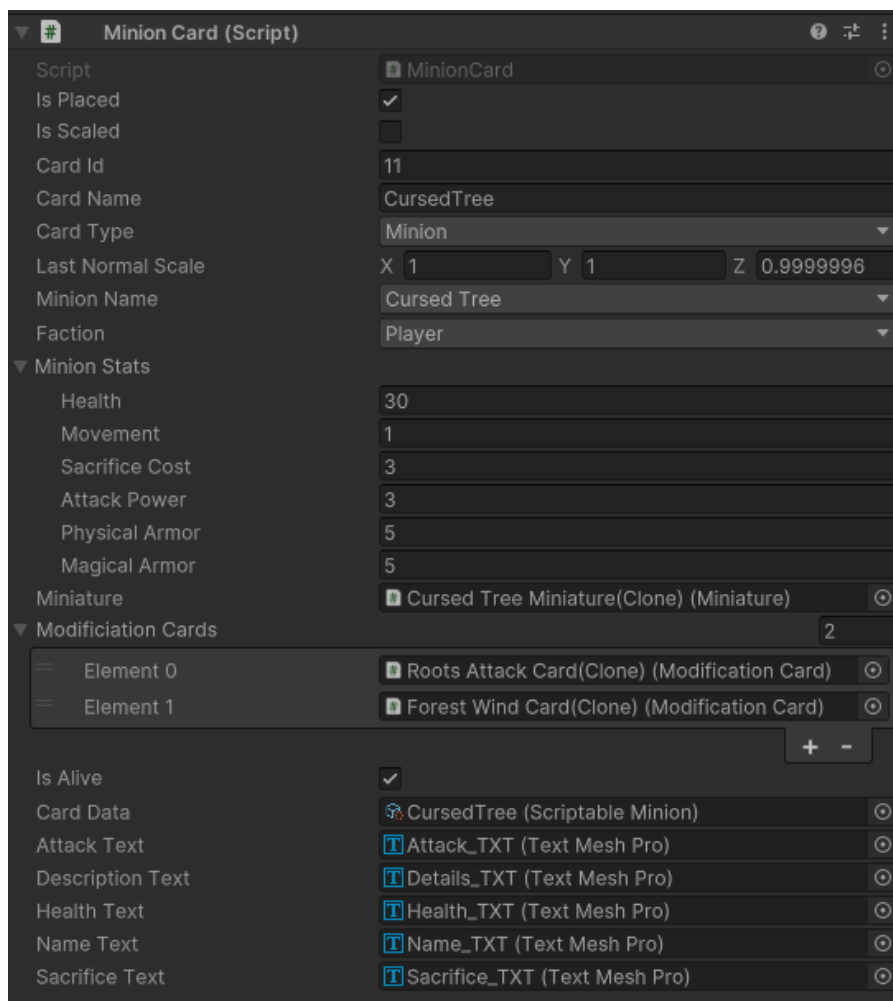 Minion Card (Script)
Script MinionCard
Is Placed
Is Scaled
Card Id 11
Card Name CursedTree
Card Type Minion
Last Normal Scale X 1 Y 1 Z 0.9999996
Minion Name Cursed Tree
Faction Player
Minion Stats
Health 30
Movement 1
Sacrifice Cost 3
Attack Power 3
Physical Armor 5
Magical Armor 5
Miniature Cursed Tree Miniature(Clone) (Miniature)
Modificiation Cards 2
Element 0 Roots Attack Card(Clone) (Modification Card)
Element 1 Forest Wind Card(Clone) (Modification Card)
+ -
Is Alive
Card Data CursedTree (Scriptable Minion)
Attack Text Attack_TXT (Text Mesh Pro)
Description Text Details_TXT (Text Mesh Pro)
Health Text Health_TXT (Text Mesh Pro)
Name Text Name_TXT (Text Mesh Pro)
Sacrifice Text Sacrifice_TXT (Text Mesh Pro)